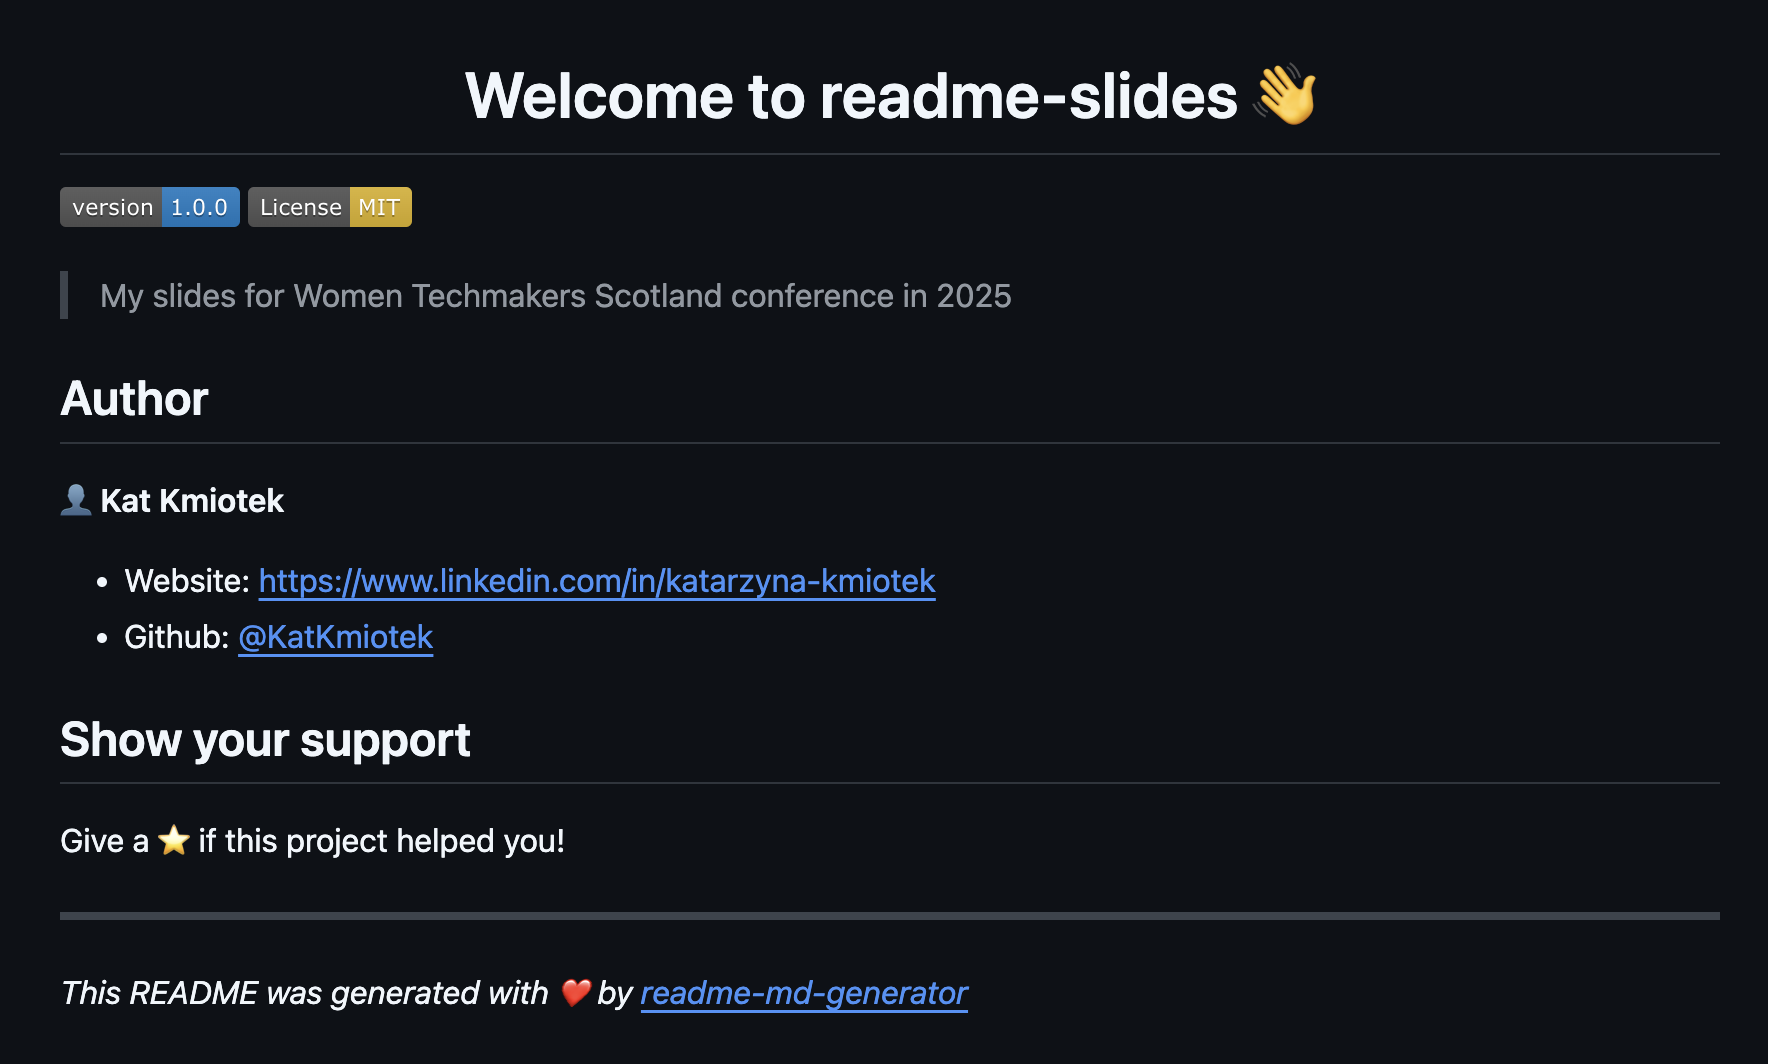 Welcome to readme-slides 👋
version 1.0.0 License MIT
My slides for Women Techmakers Scotland conference in 2025
Author
👤 Kat Kmiotek
• Website: https://www.linkedin.com/in/katarzyna-kmiotek
• Github: @KatKmiotek
Show your support
Give a ⭐ if this project helped you!
This README was generated with ❤️ by readme-md-generator